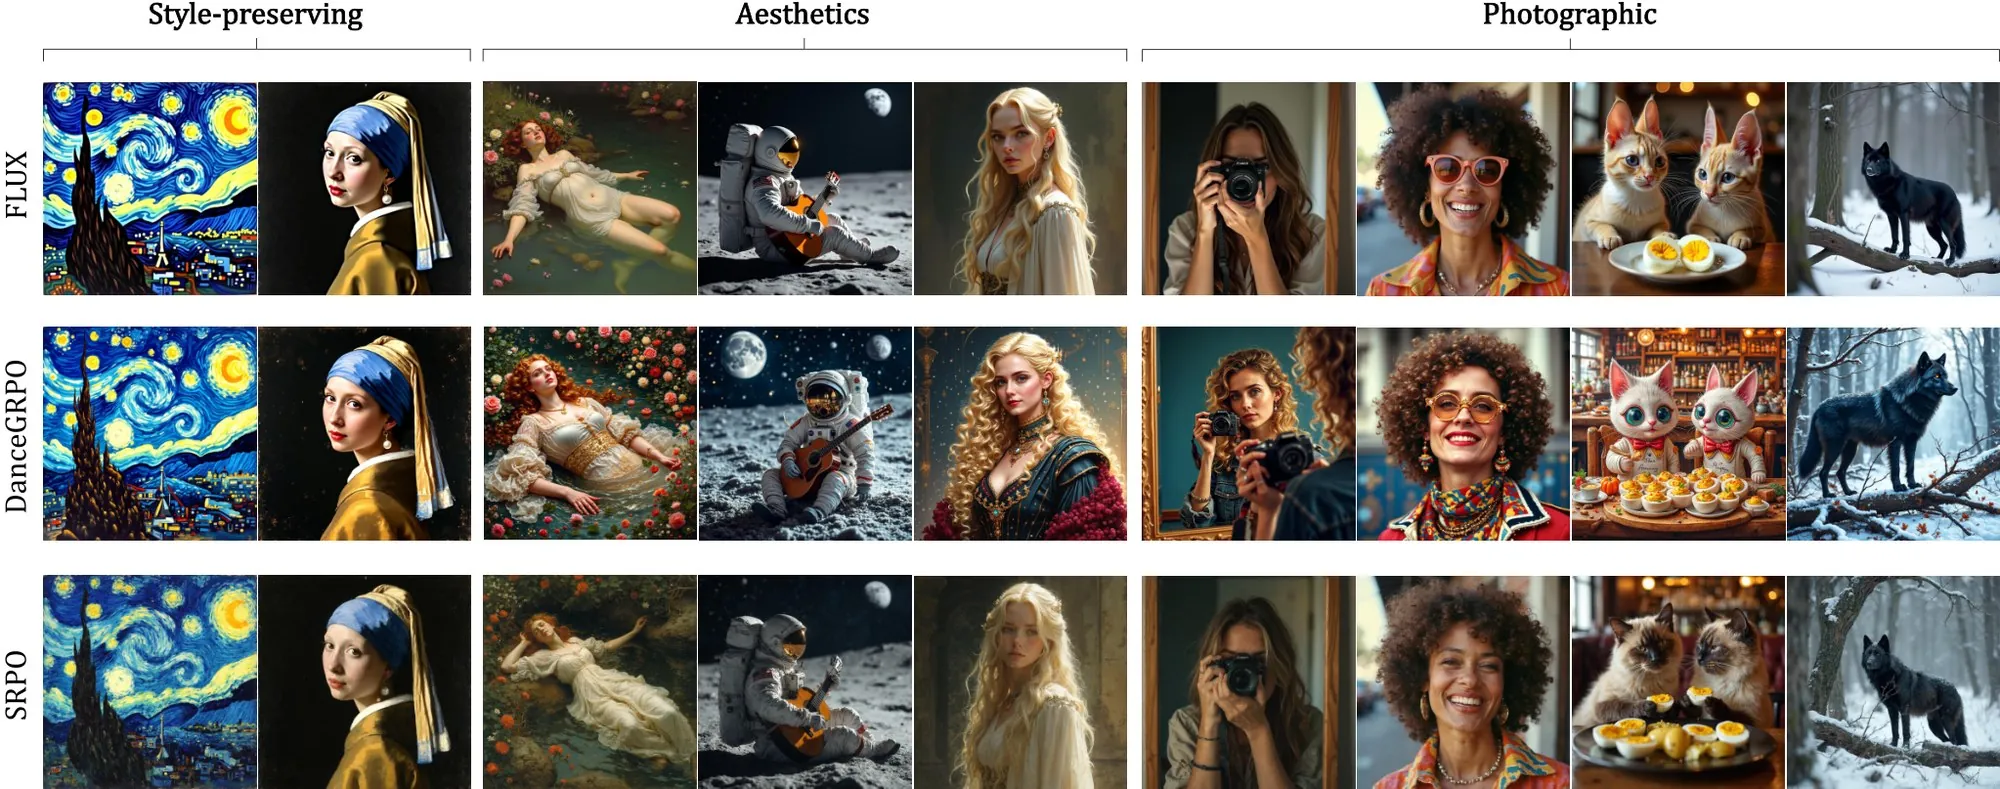 Style-preserving
Aesthetics
Photographic
FLUX
DanceGRPO
SRPO